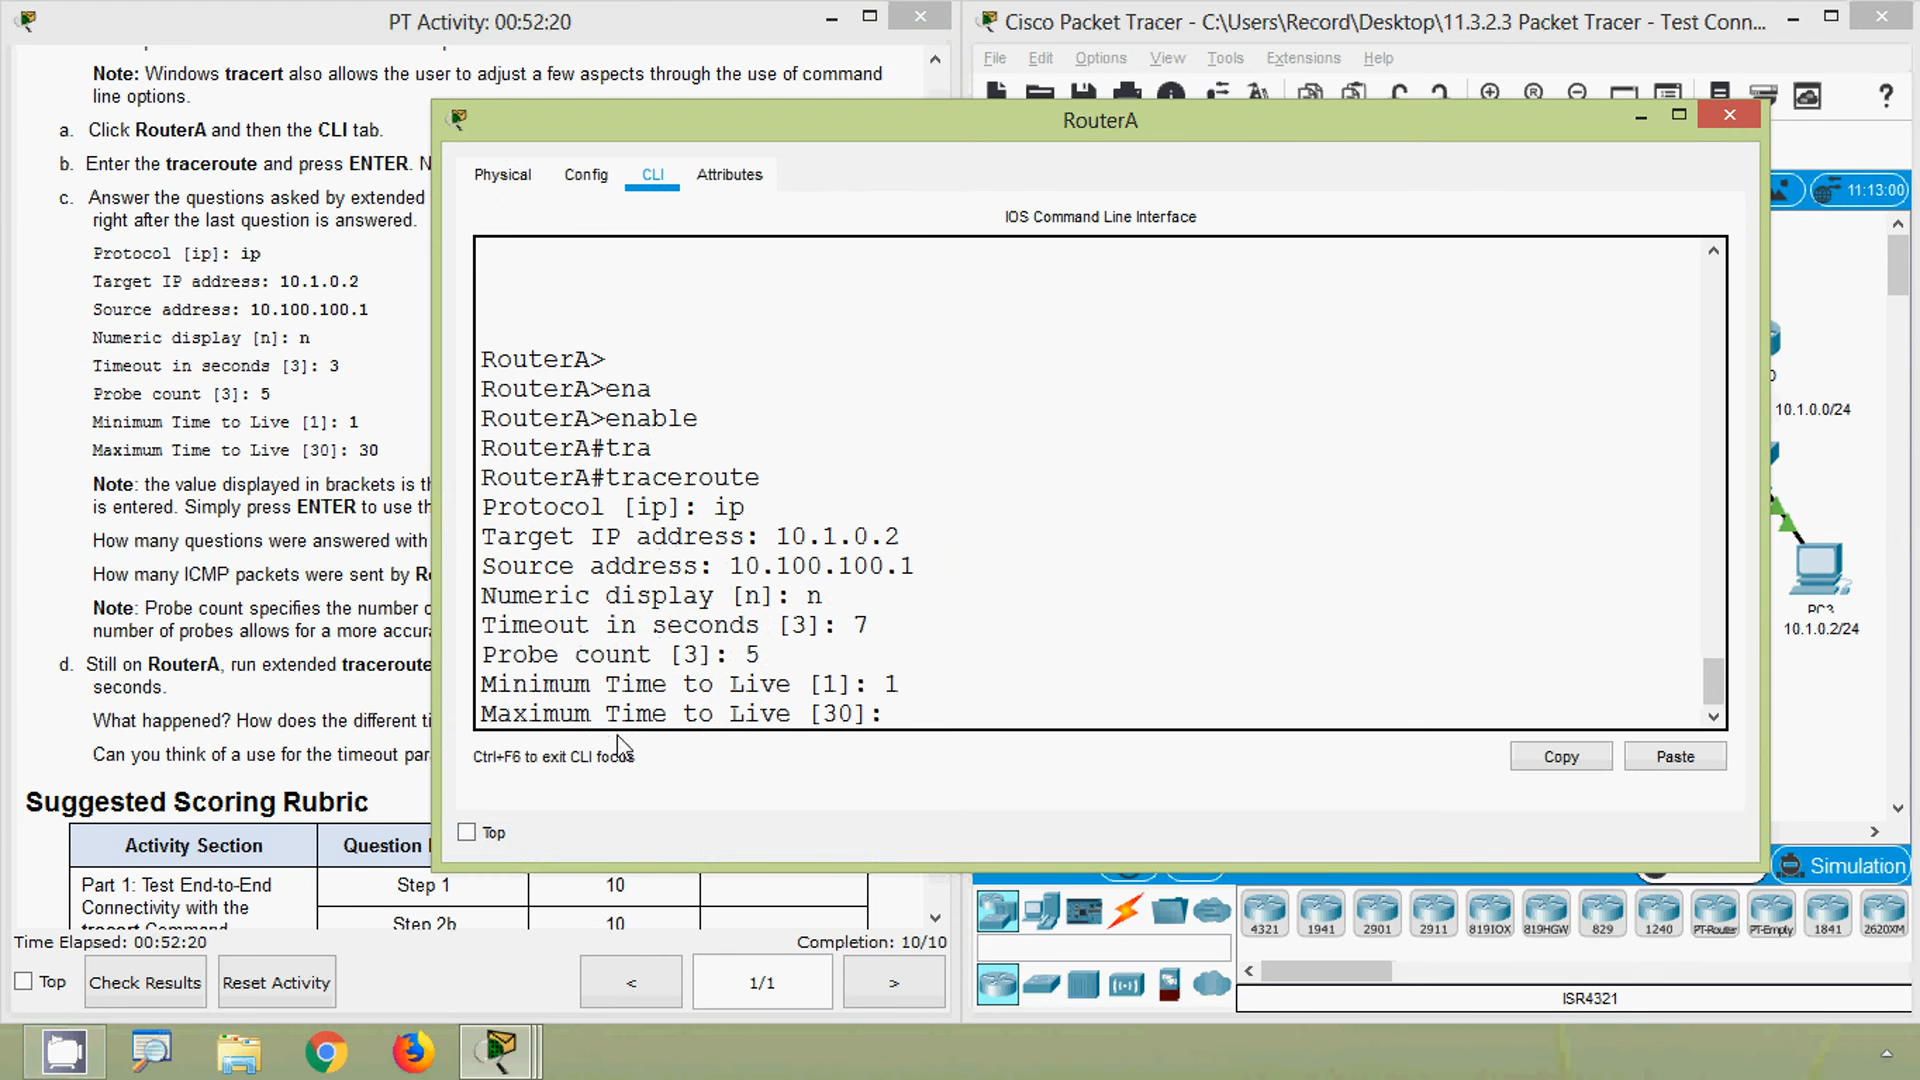 PT Activity: 00:52:20
Note: Windows tracert also allows the user to adjust a few aspects through the use of command
line options.
a. Click RouterA and then the CLI tab.
b. Enter the traceroute and press ENTER. N
c. Answer the questions asked by extended
right after the last question is answered.
Protocol [ip]: ip
Target IP address: 10.1.0.2
Source address: 10.100.100.1
Numeric display [n]: n
Timeout in seconds [3]: 3
Probe count [3]: 5
Minimum Time to Live [1]: 1
Maximum Time to Live [30]: 30
Note: the value displayed in brackets is th
is entered. Simply press ENTER to use th
How many questions were answered with
How many ICMP packets were sent by R
Note: Probe count specifies the number o
number of probes allows for a more accura
d. Still on RouterA, run extended traceroute
seconds.
What happened? How does the different ti
Can you think of a use for the timeout par
Suggested Scoring Rubric
Activity Section
Question
Part 1: Test End-to-End
Connectivity with the
tracert Command
Step 1
10
Step 2b
10
Time Elapsed: 00:52:20
Completion: 10/10
Top
Check Results
Reset Activity
<
1/1
>
Cisco Packet Tracer - C:\Users\Record\Desktop\11.3.2.3 Packet Tracer - Test Conn...
File Edit Options View Tools Extensions Help
11:13:00
RouterA
Physical Config CLI Attributes
IOS Command Line Interface
RouterA>
RouterA>ena
RouterA>enable
RouterA#tra
RouterA#traceroute
Protocol [ip]: ip
Target IP address: 10.1.0.2
Source address: 10.100.100.1
Numeric display [n]: n
Timeout in seconds [3]: 7
Probe count [3]: 5
Minimum Time to Live [1]: 1
Maximum Time to Live [30]:
Ctrl+F6 to exit CLI focus
Copy
Paste
Top
10.1.0.0/24
PC3
10.1.0.2/24
Simulation
4321 1941 2901 2911 819IOX 819HGW 829 1240 PT-Router PT-Empty 1841 2620XM
ISR4321